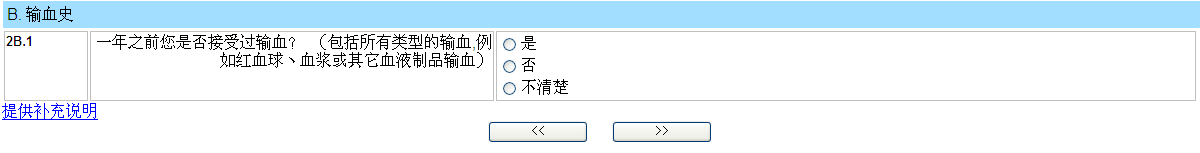 B. 输血史
2B.1
一年之前您是否接受过输血? （包括所有类型的输血,例
如红血球丶血浆或其它血液制品输血）
是
否
不清楚
提供补充说明
<<
>>